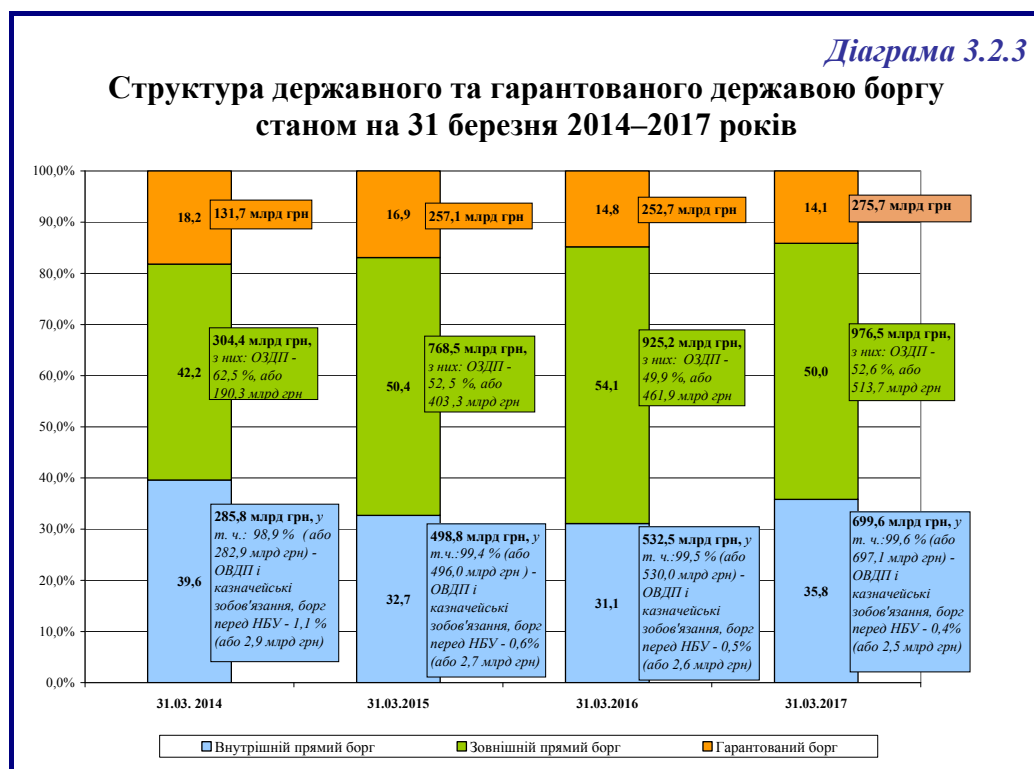 Діаграма 3.2.3
Структура державного та гарантованого державою боргу
станом на 31 березня 2014–2017 років
100,0%
90,0%
80,0%
70,0%
60,0%
50,0%
40,0%
30,0%
20,0%
10,0%
0,0%
18,2
131,7 млрд грн
16,9
257,1 млрд грн
14,8
252,7 млрд грн
14,1
275,7 млрд грн
42,2
304,4 млрд грн,
з них: ОЗДП -
62,5 %, або
190,3 млрд грн
50,4
768,5 млрд грн,
з них: ОЗДП -
52, 5 %, або
403 ,3 млрд грн
54,1
925,2 млрд грн,
з них: ОЗДП -
49,9 %, або
461,9 млрд грн
50,0
976,5 млрд грн,
з них: ОЗДП -
52,6 %, або
513,7 млрд грн
39,6
285,8 млрд грн, у
т. ч.: 98,9 % ( або
282,9 млрд грн) -
ОВДП і
казначейські
зобов'язання, борг
перед НБУ - 1,1 %
(або 2,9 млрд грн)
32,7
498,8 млрд грн, у
т.ч.:99,4 % (або
496,0 млрд грн ) -
ОВДП і
казначейські
зобов'язання, борг
перед НБУ - 0,6%
(або 2,7 млрд грн)
31,1
532,5 млрд грн, у
т. ч.:99,5 % (або
530,0 млрд грн) -
ОВДП і
казначейські
зобов'язання, борг
перед НБУ - 0,5%
(або 2,6 млрд грн)
35,8
699,6 млрд грн, у
т. ч.:99,6 % (або
697,1 млрд грн) -
ОВДП і
казначейські
зобов'язання, борг
перед НБУ - 0,4%
(або 2,5 млрд грн)
31.03. 2014
31.03.2015
31.03.2016
31.03.2017
Внутрішній прямий борг
Зовнішній прямий борг
Гарантований борг